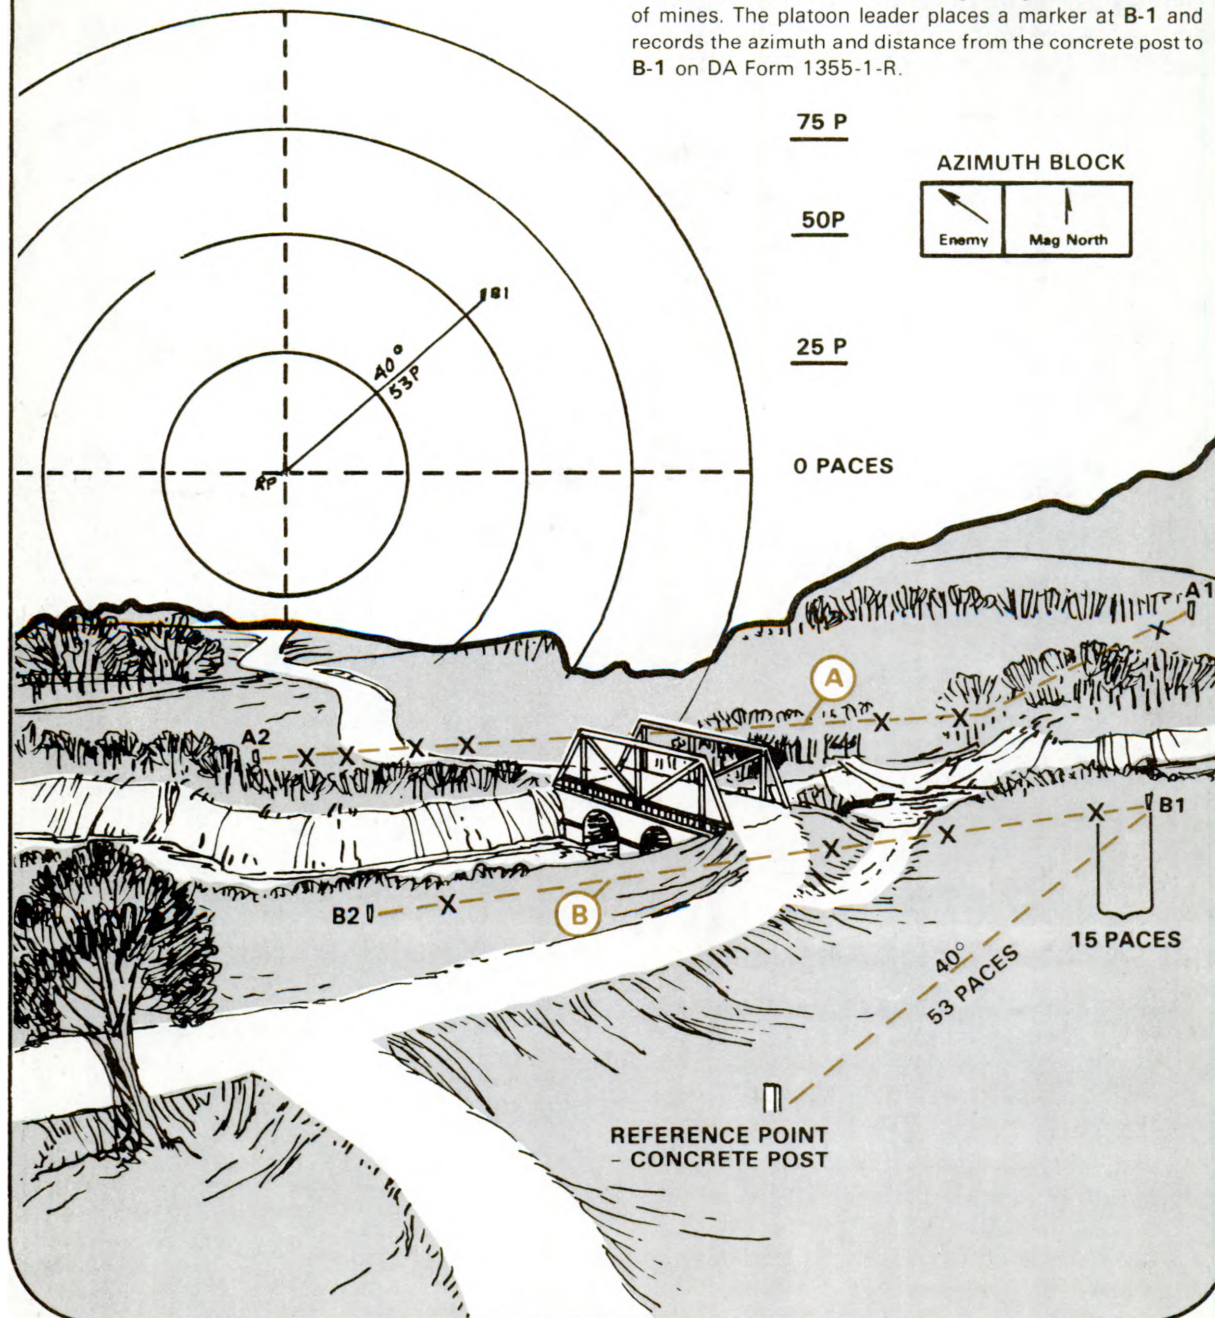 of mines. The platoon leader places a marker at B-1 and
records the azimuth and distance from the concrete post to
B-1 on DA Form 1355-1-R.
75 P
AZIMUTH BLOCK
50P
Enemy
Mag North
B1
25 P
40°
53P
0 PACES
RP
A1
A
A2
B1
B2
B
15 PACES
40°
53 PACES
REFERENCE POINT
- CONCRETE POST